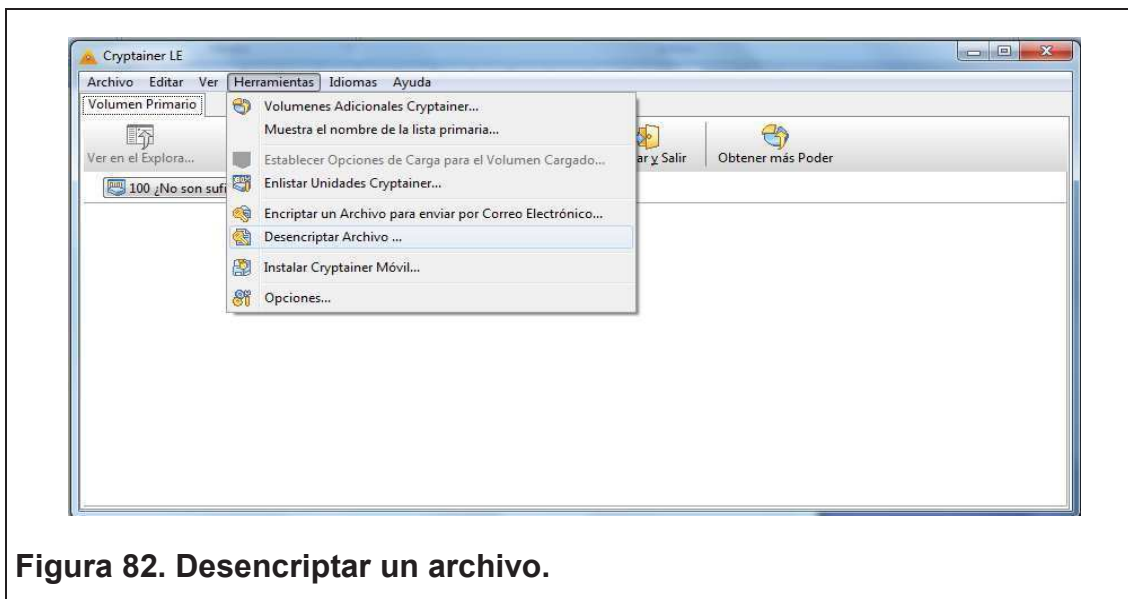 Cryptainer LE
Archivo Editar Ver Herramientas Idiomas Ayuda
Volumen Primario
Volumenes Adicionales Cryptainer...
Muestra el nombre de la lista primaria...
Ver en el Explora...
ar y Salir
Obtener más Poder
Establecer Opciones de Carga para el Volumen Cargado...
100 ¿No son sufi
Enlistar Unidades Cryptainer...
Encriptar un Archivo para enviar por Correo Electrónico...
Desencriptar Archivo ...
Instalar Cryptainer Móvil...
Opciones...
Figura 82. Desencriptar un archivo.